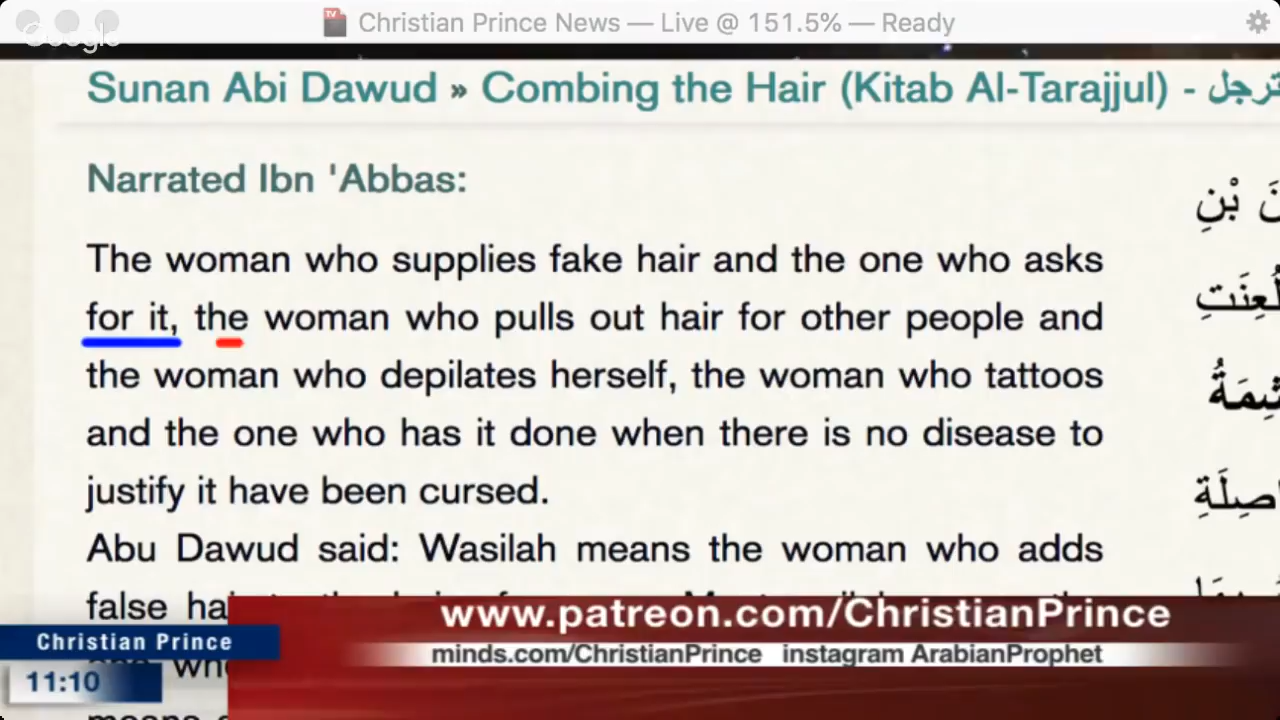 Google
Christian Prince News — Live @ 151.5% — Ready
Sunan Abi Dawud » Combing the Hair (Kitab Al-Tarajjul) -
Narrated Ibn 'Abbas:
نَ بْنِ
The woman who supplies fake hair and the one who asks
for it, the woman who pulls out hair for other people and
the woman who depilates herself, the woman who tattoos
and the one who has it done when there is no disease to
justify it have been cursed.
Abu Dawud said: Wasilah means the woman who adds
false
www.patreon.com/ChristianPrince
Christian Prince
minds.com/ChristianPrince instagram ArabianProphet
11:10